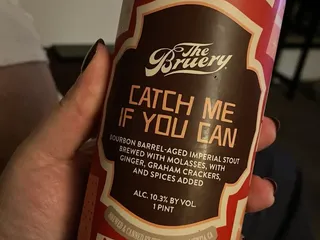 The
Bruery
CATCH ME
IF YOU CAN
BOURBON BARREL-AGED IMPERIAL STOUT
BREWED WITH MOLASSES, WITH
GINGER, GRAHAM CRACKERS,
AND SPICES ADDED
ALC. 10.3% BY VOL.
1 PINT